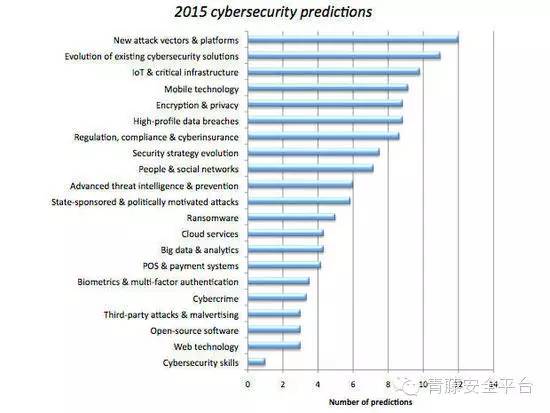 2015 cybersecurity predictions
New attack vectors & platforms
Evolution of existing cybersecurity solutions
IoT & critical infrastructure
Mobile technology
Encryption & privacy
High-profile data breaches
Regulation, compliance & cyberinsurance
Security strategy evolution
People & social networks
Advanced threat intelligence & prevention
State-sponsored & politically motivated attacks
Ransomware
Cloud services
Big data & analytics
POS & payment systems
Biometrics & multi-factor authentication
Cybercrime
Third-party attacks & malvertising
Open-source software
Web technology
Cybersecurity skills
0 2 4 6 8 10 12 14
Number of predictions
青藤安全平台